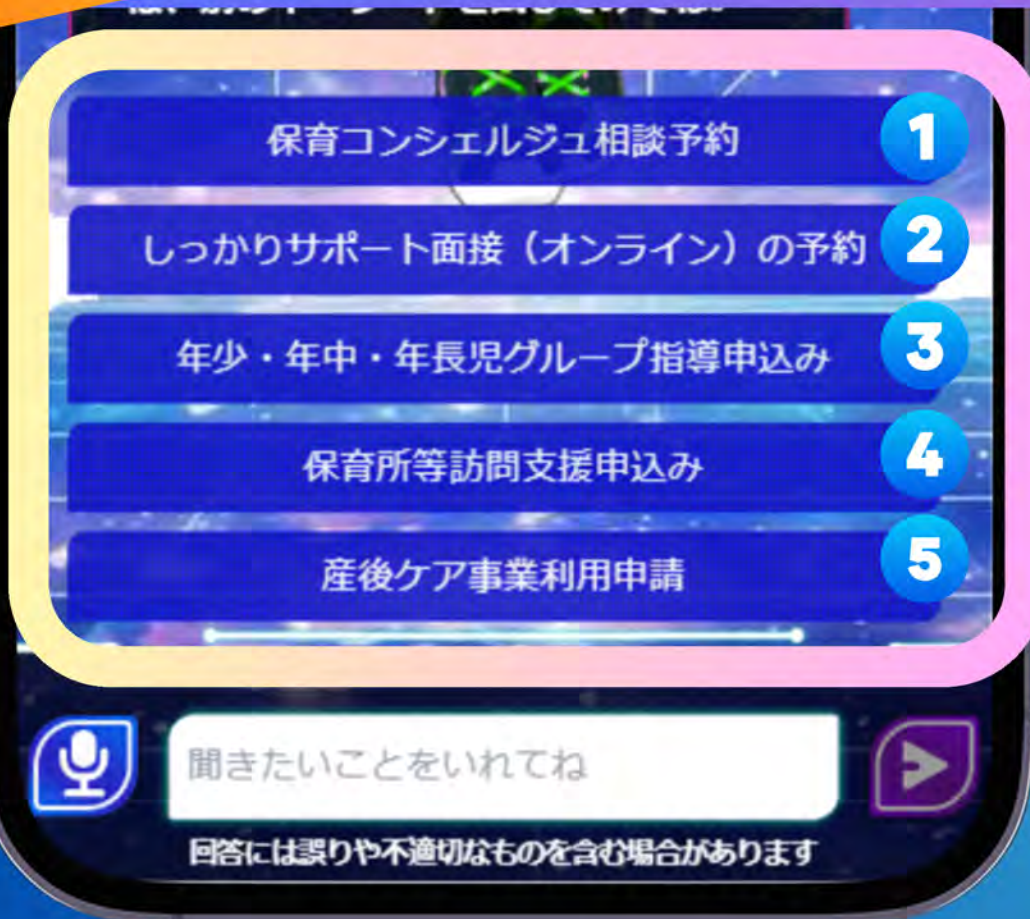 保育コンシェルジュ相談予約 1
しっかりサポート面接（オンライン）の予約 2
年少・年中・年長児グループ指導申込み 3
保育所等訪問支援申込み 4
産後ケア事業利用申請 5
聞きたいことをいれてね
回答には誤りや不適切なものを含む場合があります